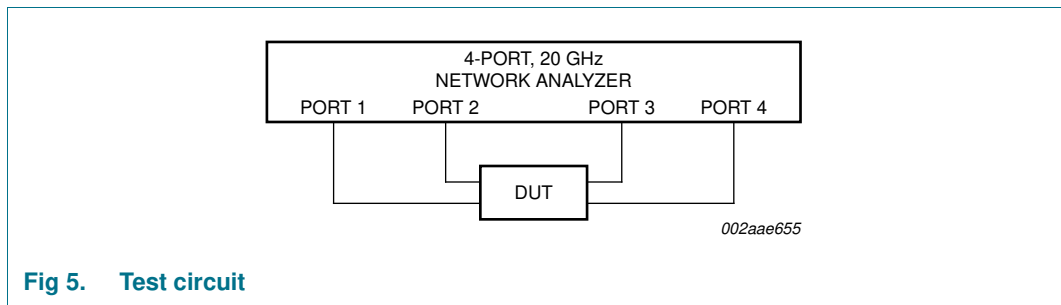 4-PORT, 20 GHz
NETWORK ANALYZER
PORT 1 PORT 2 PORT 3 PORT 4
DUT
002aae655
Fig 5. Test circuit